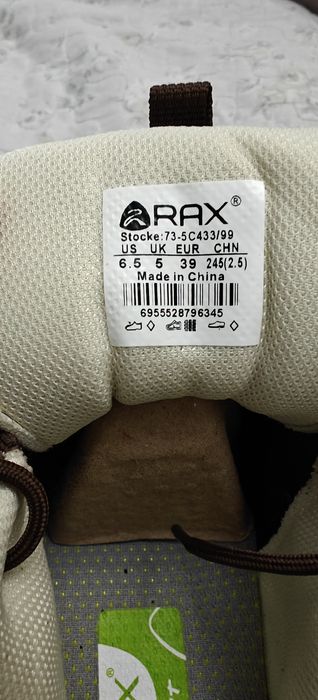 RAX®
Stocke:73-5C433/99
US UK EUR CHN
6.5 5 39 245(2.5)
Made in China
6955528796345